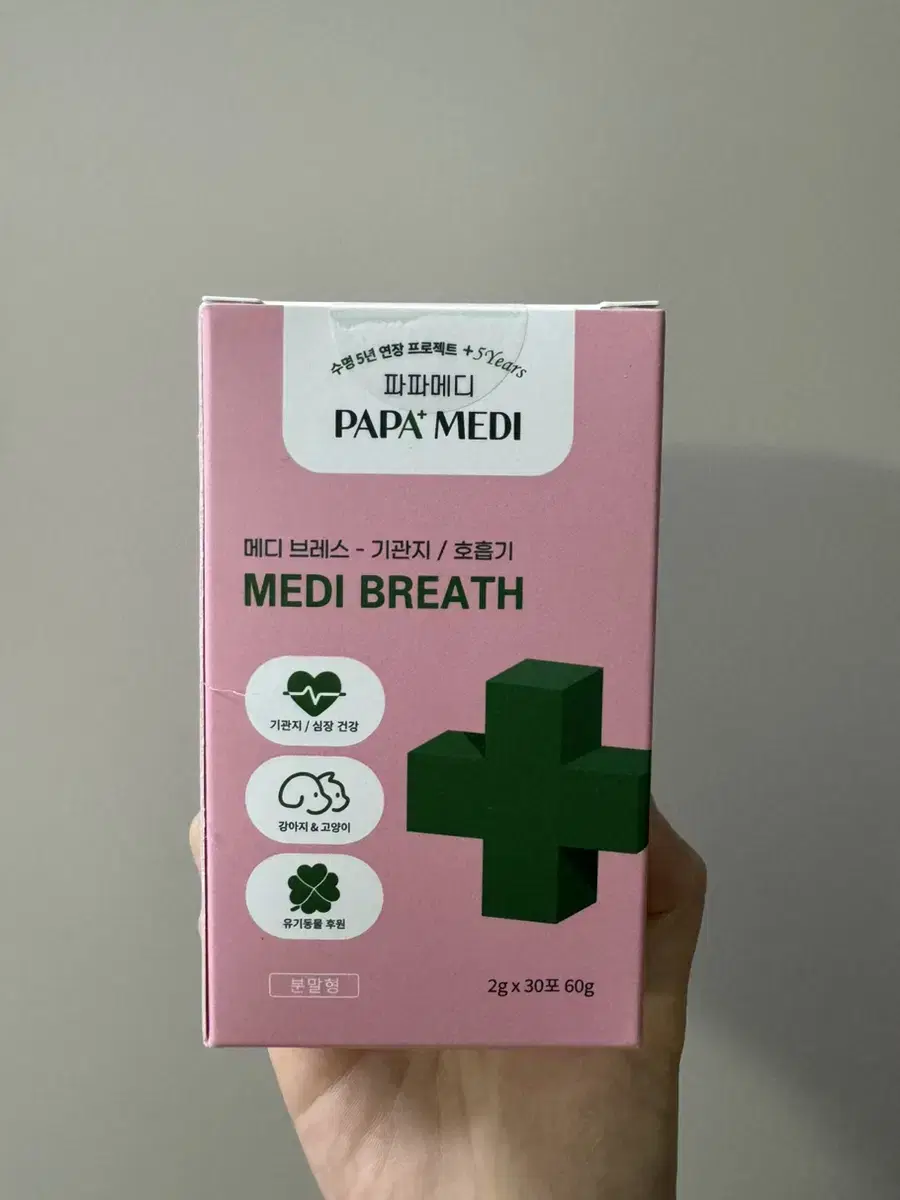 수명 5년 연장 프로젝트 +5Years
파파메디
PAPA+ MEDI
메디 브레스 - 기관지 / 호흡기
MEDI BREATH
기관지 / 심장 건강
강아지 & 고양이
유기동물 후원
분말형
2g x 30포 60g